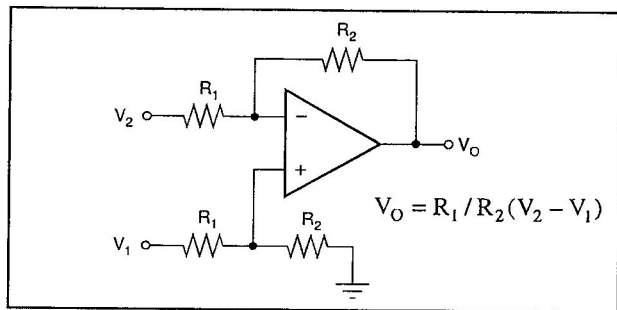 R2
R1
V2
−
VO
+
VO = R1 / R2 (V2 − V1)
R1
R2
V1